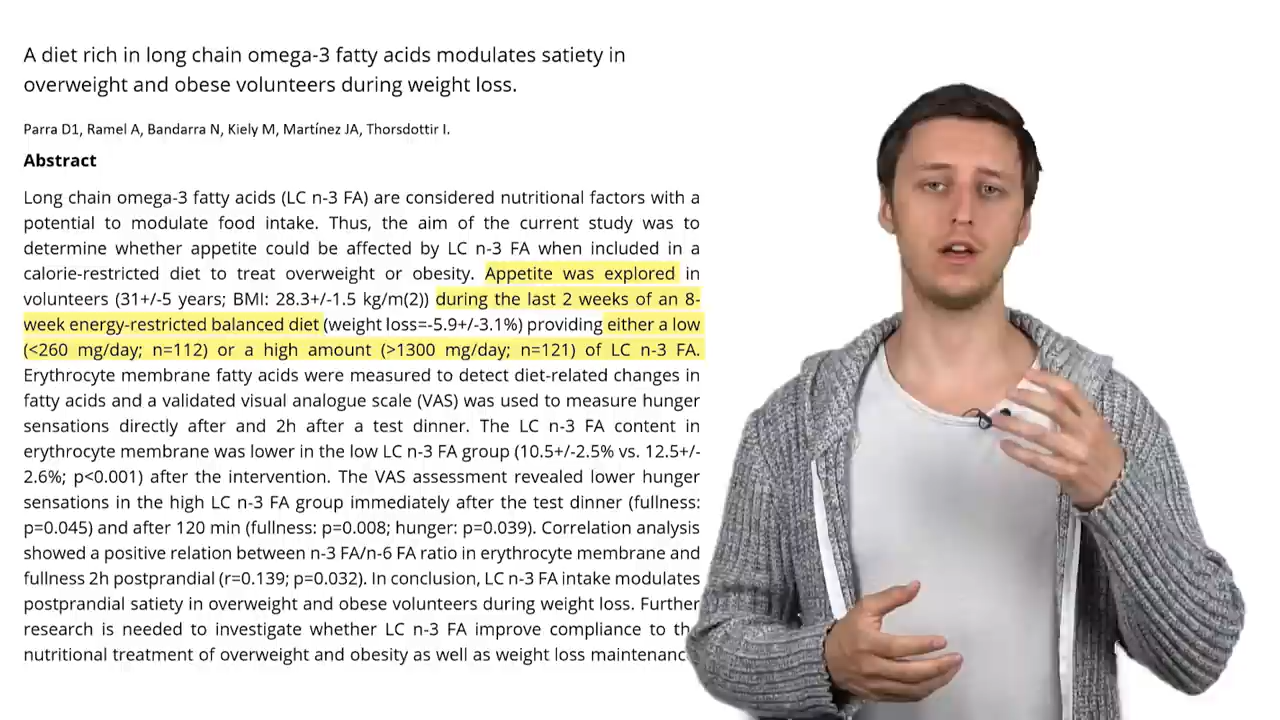 A diet rich in long chain omega-3 fatty acids modulates satiety in
overweight and obese volunteers during weight loss.
Parra D1, Ramel A, Bandarra N, Kiely M, Martínez JA, Thorsdottir I.
Abstract
Long chain omega-3 fatty acids (LC n-3 FA) are considered nutritional factors with a
potential to modulate food intake. Thus, the aim of the current study was to
determine whether appetite could be affected by LC n-3 FA when included in a
calorie-restricted diet to treat overweight or obesity. Appetite was explored in
volunteers (31+/-5 years; BMI: 28.3+/-1.5 kg/m(2)) during the last 2 weeks of an 8-
week energy-restricted balanced diet (weight loss=-5.9+/-3.1%) providing either a low
(<260 mg/day; n=112) or a high amount (>1300 mg/day; n=121) of LC n-3 FA.
Erythrocyte membrane fatty acids were measured to detect diet-related changes in
fatty acids and a validated visual analogue scale (VAS) was used to measure hunger
sensations directly after and 2h after a test dinner. The LC n-3 FA content in
erythrocyte membrane was lower in the low LC n-3 FA group (10.5+/-2.5% vs. 12.5+/-
2.6%; p<0.001) after the intervention. The VAS assessment revealed lower hunger
sensations in the high LC n-3 FA group immediately after the test dinner (fullness:
p=0.045) and after 120 min (fullness: p=0.008; hunger: p=0.039). Correlation analysis
showed a positive relation between n-3 FA/n-6 FA ratio in erythrocyte membrane and
fullness 2h postprandial (r=0.139; p=0.032). In conclusion, LC n-3 FA intake modulates
postprandial satiety in overweight and obese volunteers during weight loss. Further
research is needed to investigate whether LC n-3 FA improve compliance to th
nutritional treatment of overweight and obesity as well as weight loss maintenanc